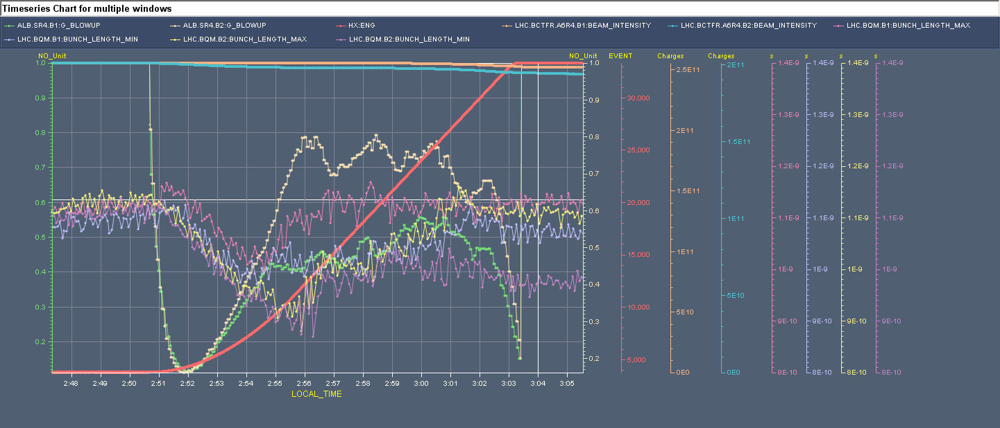 Timeseries Chart for multiple windows
ALB.SR4.B1:G_BLOWUP ALB.SR4.B2:G_BLOWUP HX:ENG LHC.BCTFR.A6R4.B1:BEAM_INTENSITY LHC.BCTFR.A6R4.B2:BEAM_INTENSITY LHC.BQM.B1:BUNCH_LENGTH_MAX
LHC.BQM.B1:BUNCH_LENGTH_MIN LHC.BQM.B2:BUNCH_LENGTH_MAX LHC.BQM.B2:BUNCH_LENGTH_MIN
NO_Unit NO_Unit EVENT Charges Charges s s s s
1.0 1.0 2.5E11 2E11 1.4E-9 1.4E-9 1.4E-9 1.4E-9
0.9 0.9 30,000
1.3E-9 1.3E-9 1.3E-9 1.3E-9
0.8 0.8 2E11
25,000 1.5E11
0.7 0.7 1.2E-9 1.2E-9 1.2E-9 1.2E-9
1.5E11
0.6 0.6 20,000
1E11 1.1E-9 1.1E-9 1.1E-9 1.1E-9
0.5 0.5 15,000 1E11
0.4 0.4 1E-9 1E-9 1E-9 1E-9
5E10
0.3 0.3 10,000 5E10
9E-10 9E-10 9E-10 9E-10
0.2 0.2 5,000
0E0 0E0 8E-10 8E-10 8E-10 8E-10
2:48 2:49 2:50 2:51 2:52 2:53 2:54 2:55 2:56 2:57 2:58 2:59 3:00 3:01 3:02 3:03 3:04 3:05
LOCAL_TIME